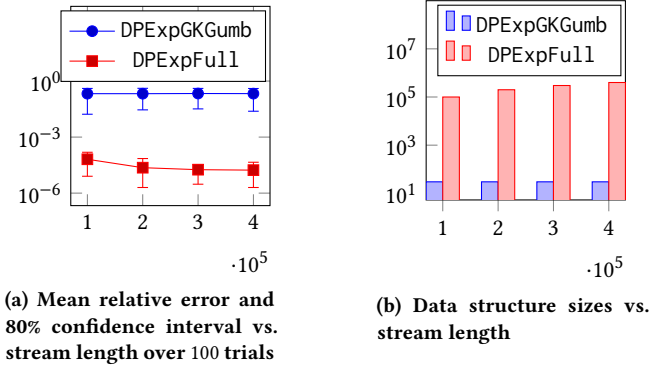 DPExpGKGumb
DPExpFull
10^0
10^-3
10^-6
1 2 3 4
·10^5
(a) Mean relative error and
80% confidence interval vs.
stream length over 100 trials
DPExpGKGumb
DPExpFull
10^7
10^5
10^3
10^1
1 2 3 4
·10^5
(b) Data structure sizes vs.
stream length